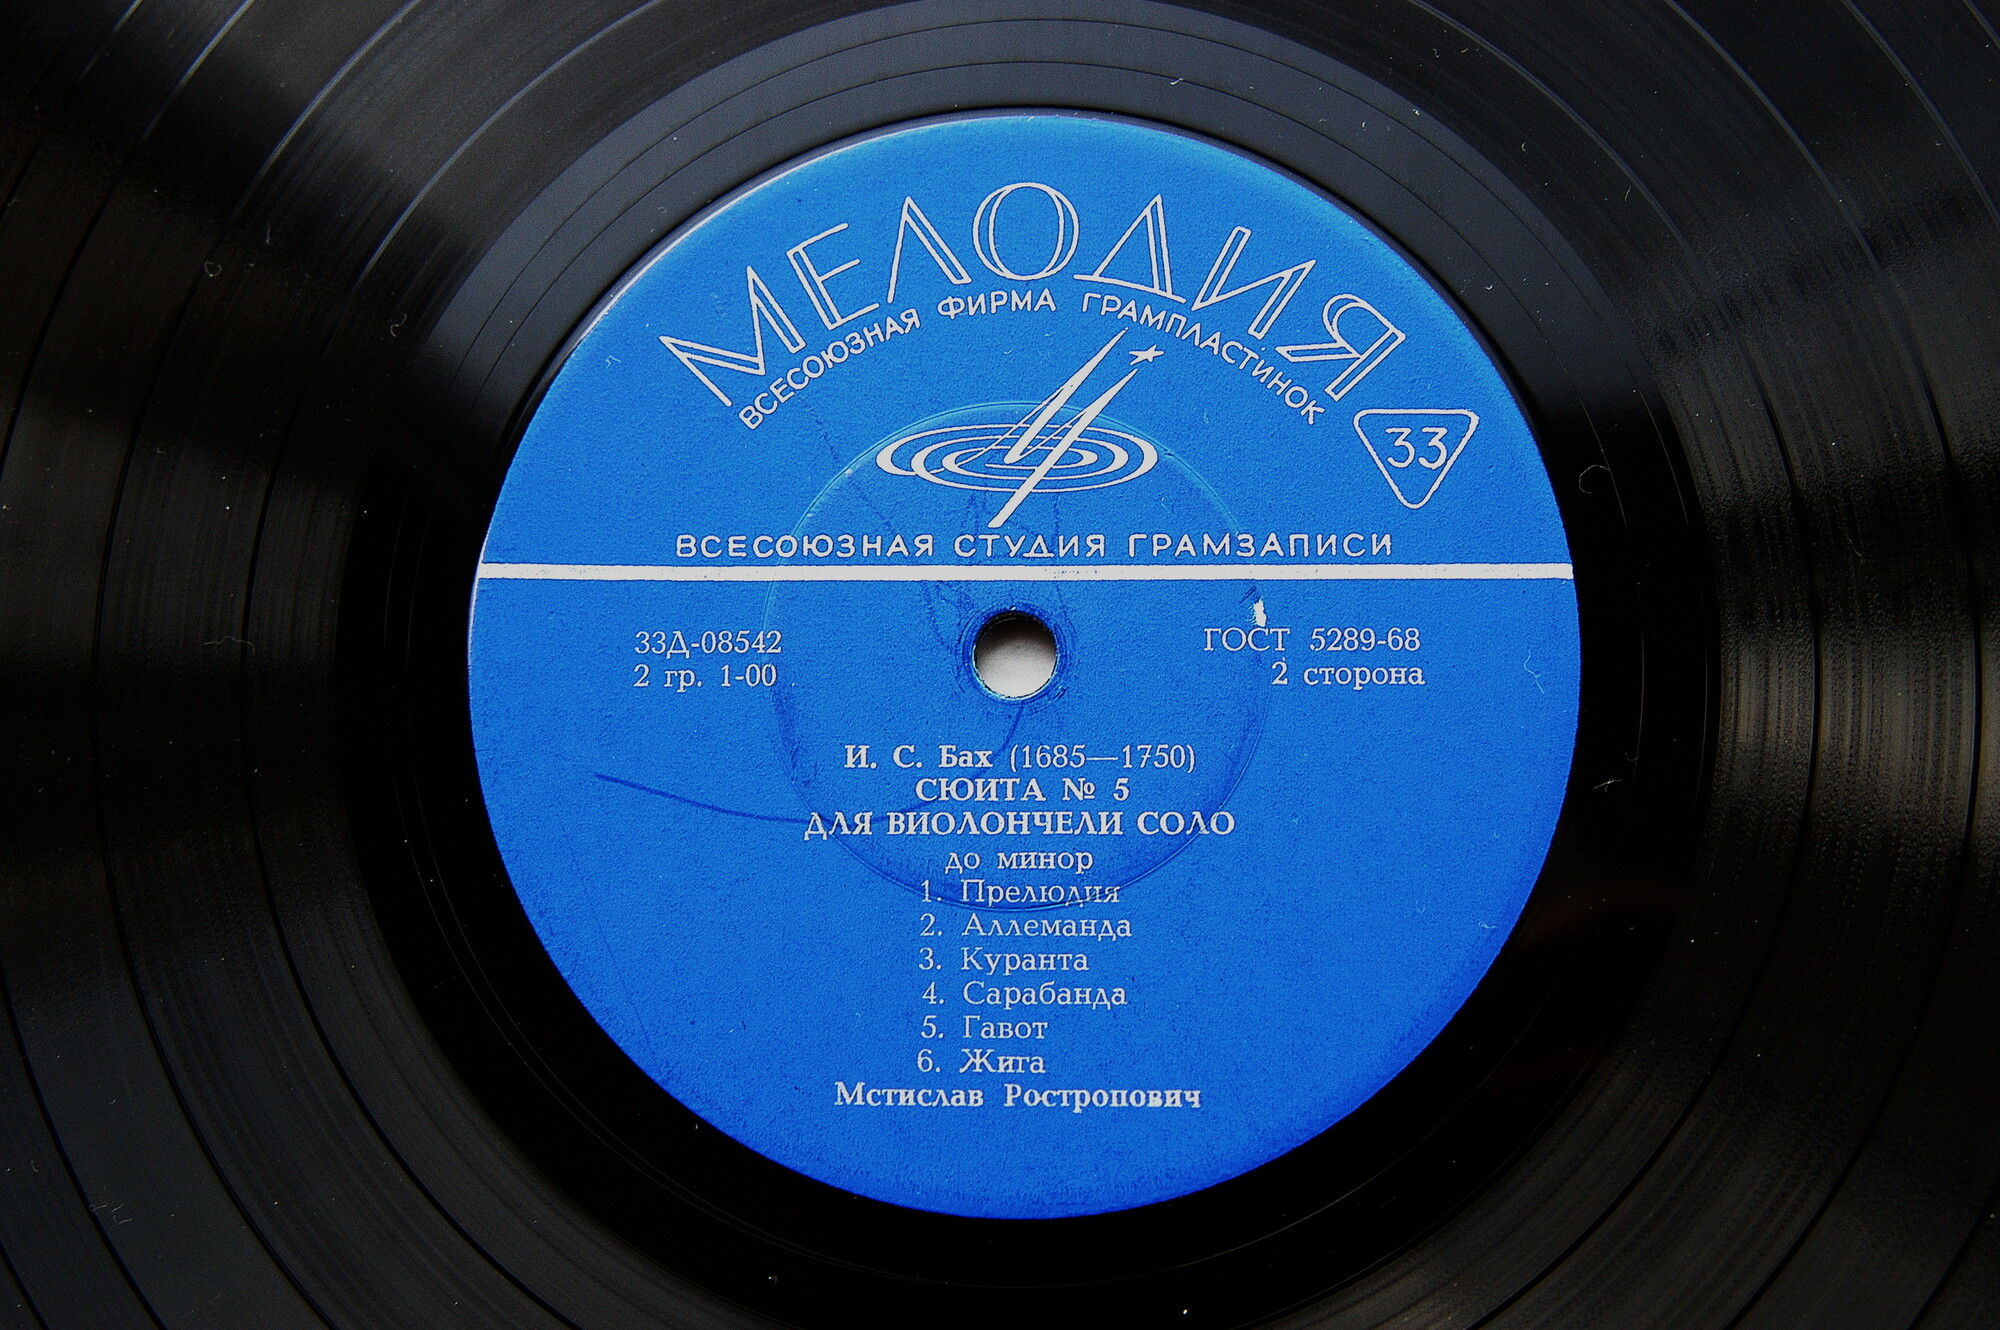 МЕЛОДИЯ
ВСЕСОЮЗНАЯ ФИРМА ГРАМПЛАСТИНОК
33
ВСЕСОЮЗНАЯ СТУДИЯ ГРАМЗАПИСИ
33Д-08542
2 гр. 1-00
ГОСТ 5289-68
2 сторона
И. С. Бах (1685—1750)
СЮИТА № 5
ДЛЯ ВИОЛОНЧЕЛИ СОЛО
до минор
1. Прелюдия
2. Аллеманда
3. Куранта
4. Сарабанда
5. Гавот
6. Жига
Мстислав Ростропович